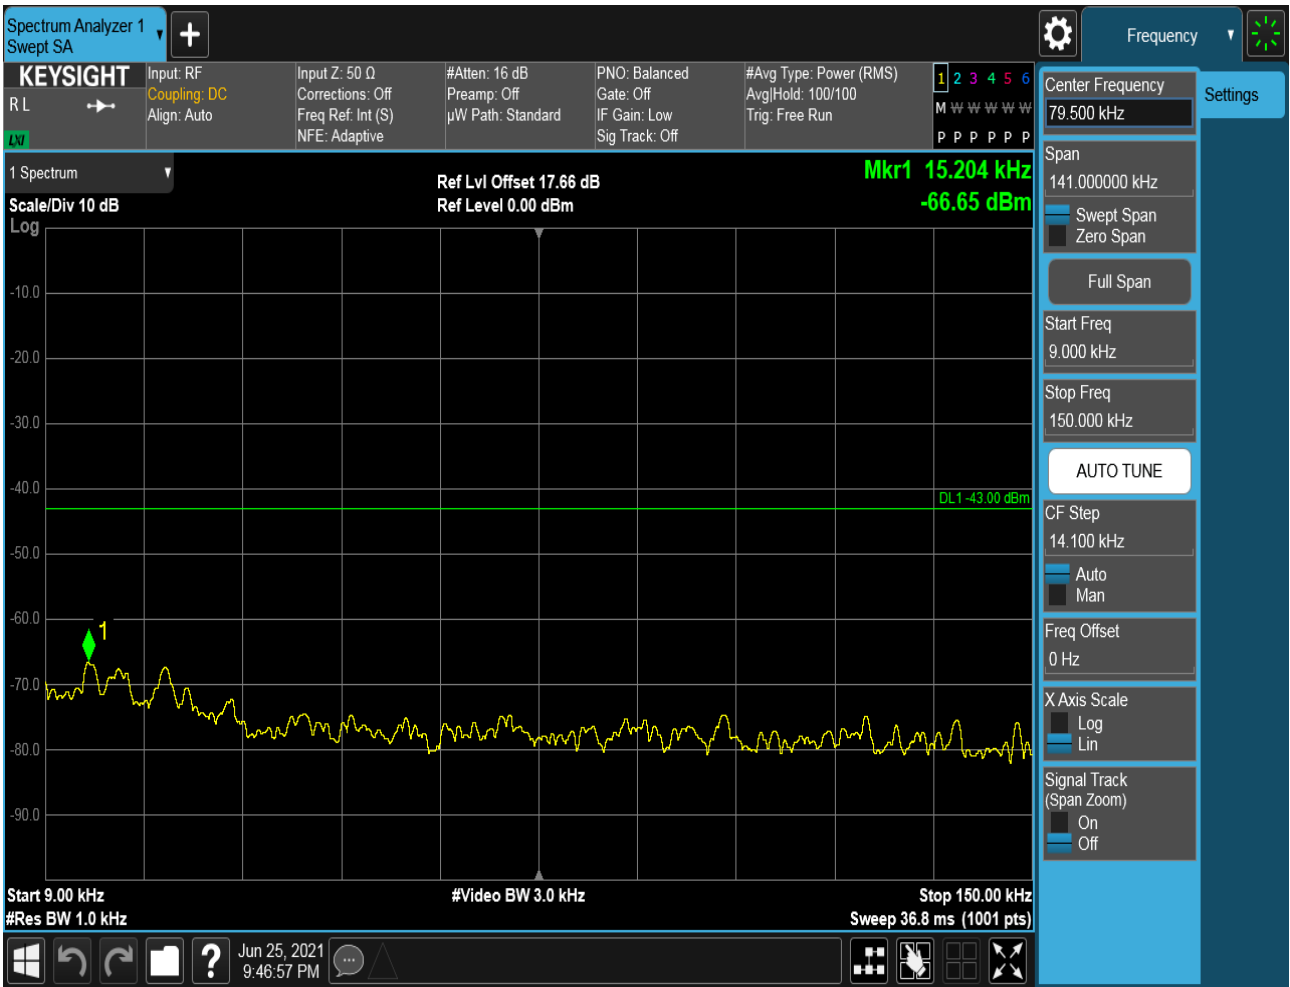 Spectrum Analyzer 1
Swept SA
Frequency
KEYSIGHT
R L
LXI
Input: RF
Coupling: DC
Align: Auto
Input Z: 50 Ω
Corrections: Off
Freq Ref: Int (S)
NFE: Adaptive
#Atten: 16 dB
Preamp: Off
µW Path: Standard
PNO: Balanced
Gate: Off
IF Gain: Low
Sig Track: Off
#Avg Type: Power (RMS)
Avg|Hold: 100/100
Trig: Free Run
1 2 3 4 5 6
M W W W W W
P P P P P P
1 Spectrum
Scale/Div 10 dB
Log
Ref Lvl Offset 17.66 dB
Ref Level 0.00 dBm
Mkr1 15.204 kHz
-66.65 dBm
-10.0
-20.0
-30.0
-40.0
DL1 -43.00 dBm
-50.0
-60.0
1
-70.0
-80.0
-90.0
Start 9.00 kHz
#Video BW 3.0 kHz
Stop 150.00 kHz
#Res BW 1.0 kHz
Sweep 36.8 ms (1001 pts)
Jun 25, 2021
9:46:57 PM
Center Frequency
79.500 kHz
Settings
Span
141.000000 kHz
Swept Span
Zero Span
Full Span
Start Freq
9.000 kHz
Stop Freq
150.000 kHz
AUTO TUNE
CF Step
14.100 kHz
Auto
Man
Freq Offset
0 Hz
X Axis Scale
Log
Lin
Signal Track
(Span Zoom)
On
Off